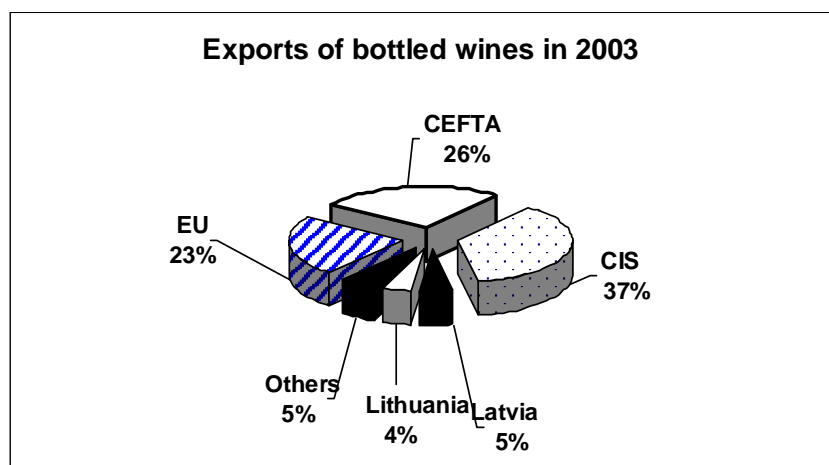 Exports of bottled wines in 2003
CEFTA
26%
EU
23%
CIS
37%
Others
5%
Lithuania
4%
Latvia
5%